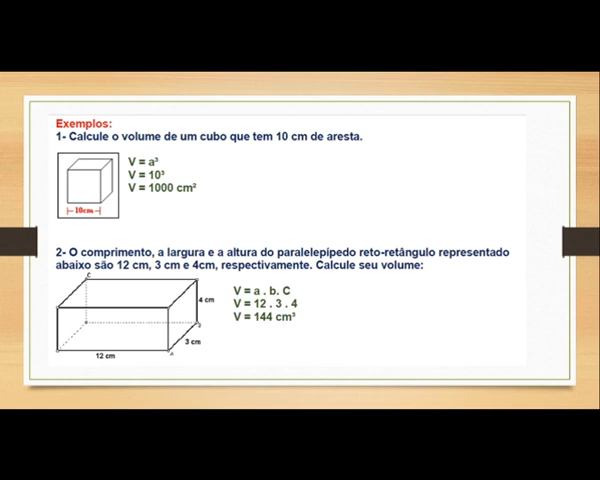 Exemplos:
1- Calcule o volume de um cubo que tem 10 cm de aresta.
V = a³
V = 10³
V = 1000 cm²
10cm
2- O comprimento, a largura e a altura do paralelepípedo reto-retângulo representado
abaixo são 12 cm, 3 cm e 4cm, respectivamente. Calcule seu volume:
C
4 cm
V = a . b. C
V = 12 . 3 . 4
V = 144 cm³
3 cm
12 cm
A